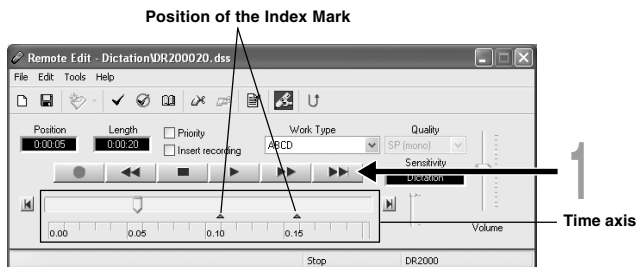 Position of the Index Mark
Remote Edit - Dictation\DR200020.dss
File Edit Tools Help
Position Length Priority Work Type Quality
0:00:05 0:00:20 Insert recording ABCD SP (mono)
Sensitivity
Dictation
1
Time axis
0.00 0.05 0.10 0.15 Volume
Stop DR2000